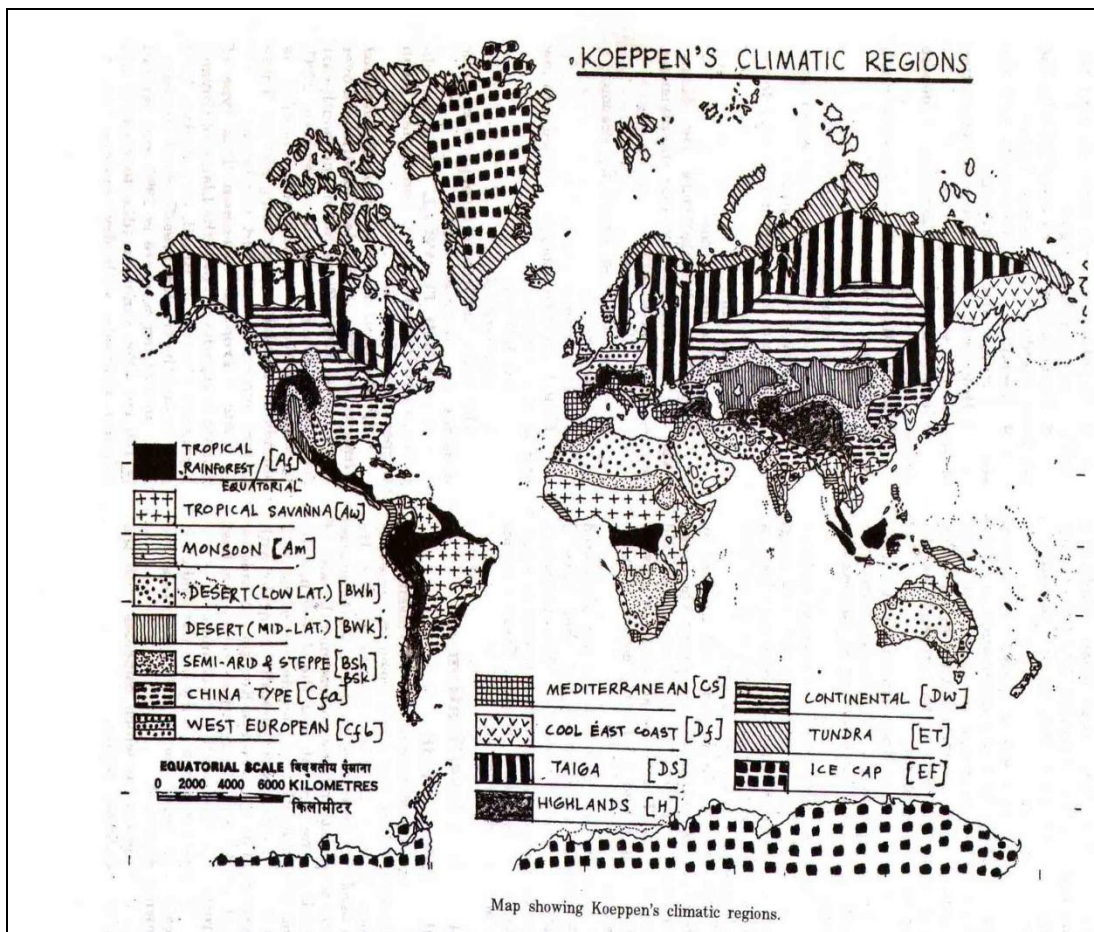 KOEPPEN'S CLIMATIC REGIONS
TROPICAL
RAINFOREST/ [Af]
EQUATORIAL
TROPICAL SAVANNA [Aw]
MONSOON [Am]
DESERT (LOW LAT.) [BWh]
DESERT (MID-LAT.) [BWk]
SEMI-ARID & STEPPE [BSh
BSk]
CHINA TYPE [Cfa]
WEST EUROPEAN [Cfb]
EQUATORIAL SCALE
0 2000 4000 6000 KILOMETRES
किलोमीटर
MEDITERRANEAN [CS]
COOL EAST COAST [Df]
TAIGA [DS]
HIGHLANDS [H]
CONTINENTAL [DW]
TUNDRA [ET]
ICE CAP [EF]
Map showing Koeppen's climatic regions.